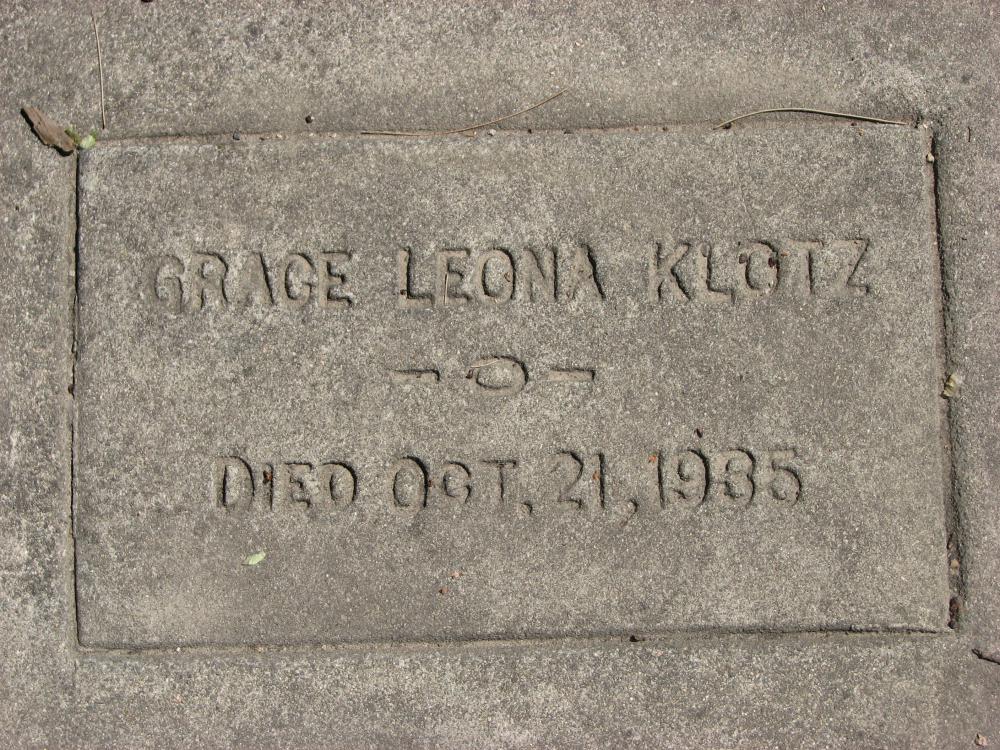 GRACE LEONA KLOTZ
-O-
DIED OCT. 21, 1935